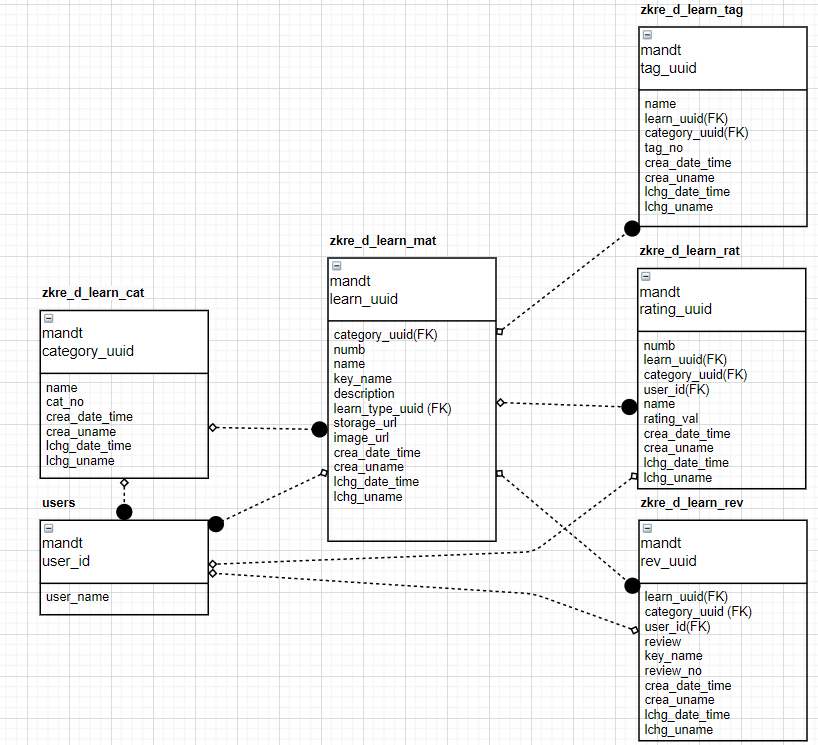 zkre_d_learn_tag
mandt
tag_uuid
name
learn_uuid(FK)
category_uuid(FK)
tag_no
crea_date_time
crea_uname
lchg_date_time
lchg_uname
zkre_d_learn_mat
mandt
learn_uuid
category_uuid(FK)
numb
name
key_name
description
learn_type_uuid (FK)
storage_url
image_url
crea_date_time
crea_uname
lchg_date_time
lchg_uname
zkre_d_learn_rat
mandt
rating_uuid
numb
learn_uuid(FK)
category_uuid(FK)
user_id(FK)
name
rating_val
crea_date_time
crea_uname
lchg_date_time
lchg_uname
zkre_d_learn_cat
mandt
category_uuid
name
cat_no
crea_date_time
crea_uname
lchg_date_time
lchg_uname
users
mandt
user_id
user_name
zkre_d_learn_rev
mandt
rev_uuid
learn_uuid(FK)
category_uuid (FK)
user_id(FK)
review
key_name
review_no
crea_date_time
crea_uname
lchg_date_time
lchg_uname